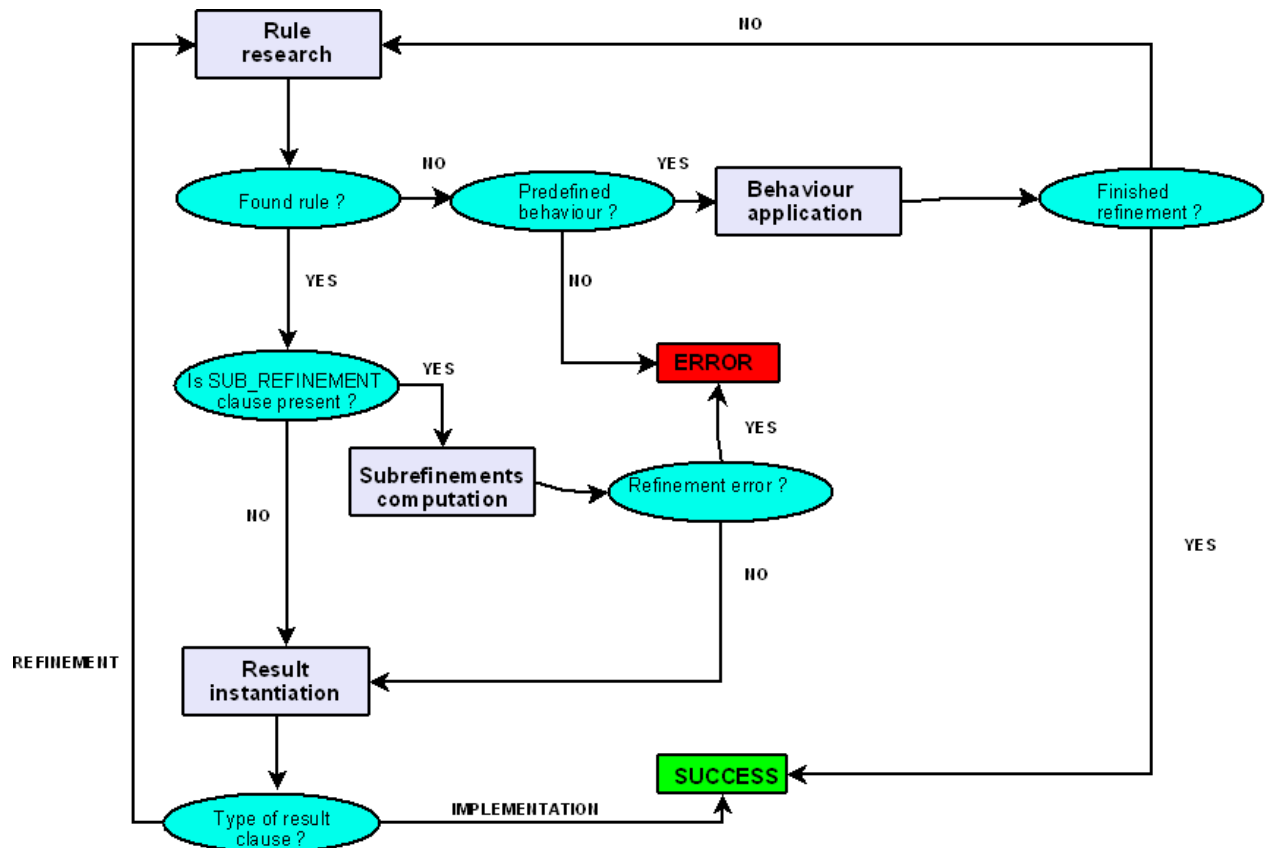 Rule
research
NO
Found rule ?
NO
Predefined
behaviour ?
YES
Behaviour
application
Finished
refinement ?
YES
NO
Is SUB_REFINEMENT
clause present ?
YES
ERROR
YES
Subrefinements
computation
Refinement error ?
NO
NO
YES
REFINEMENT
Result
instantiation
SUCCESS
IMPLEMENTATION
Type of result
clause ?